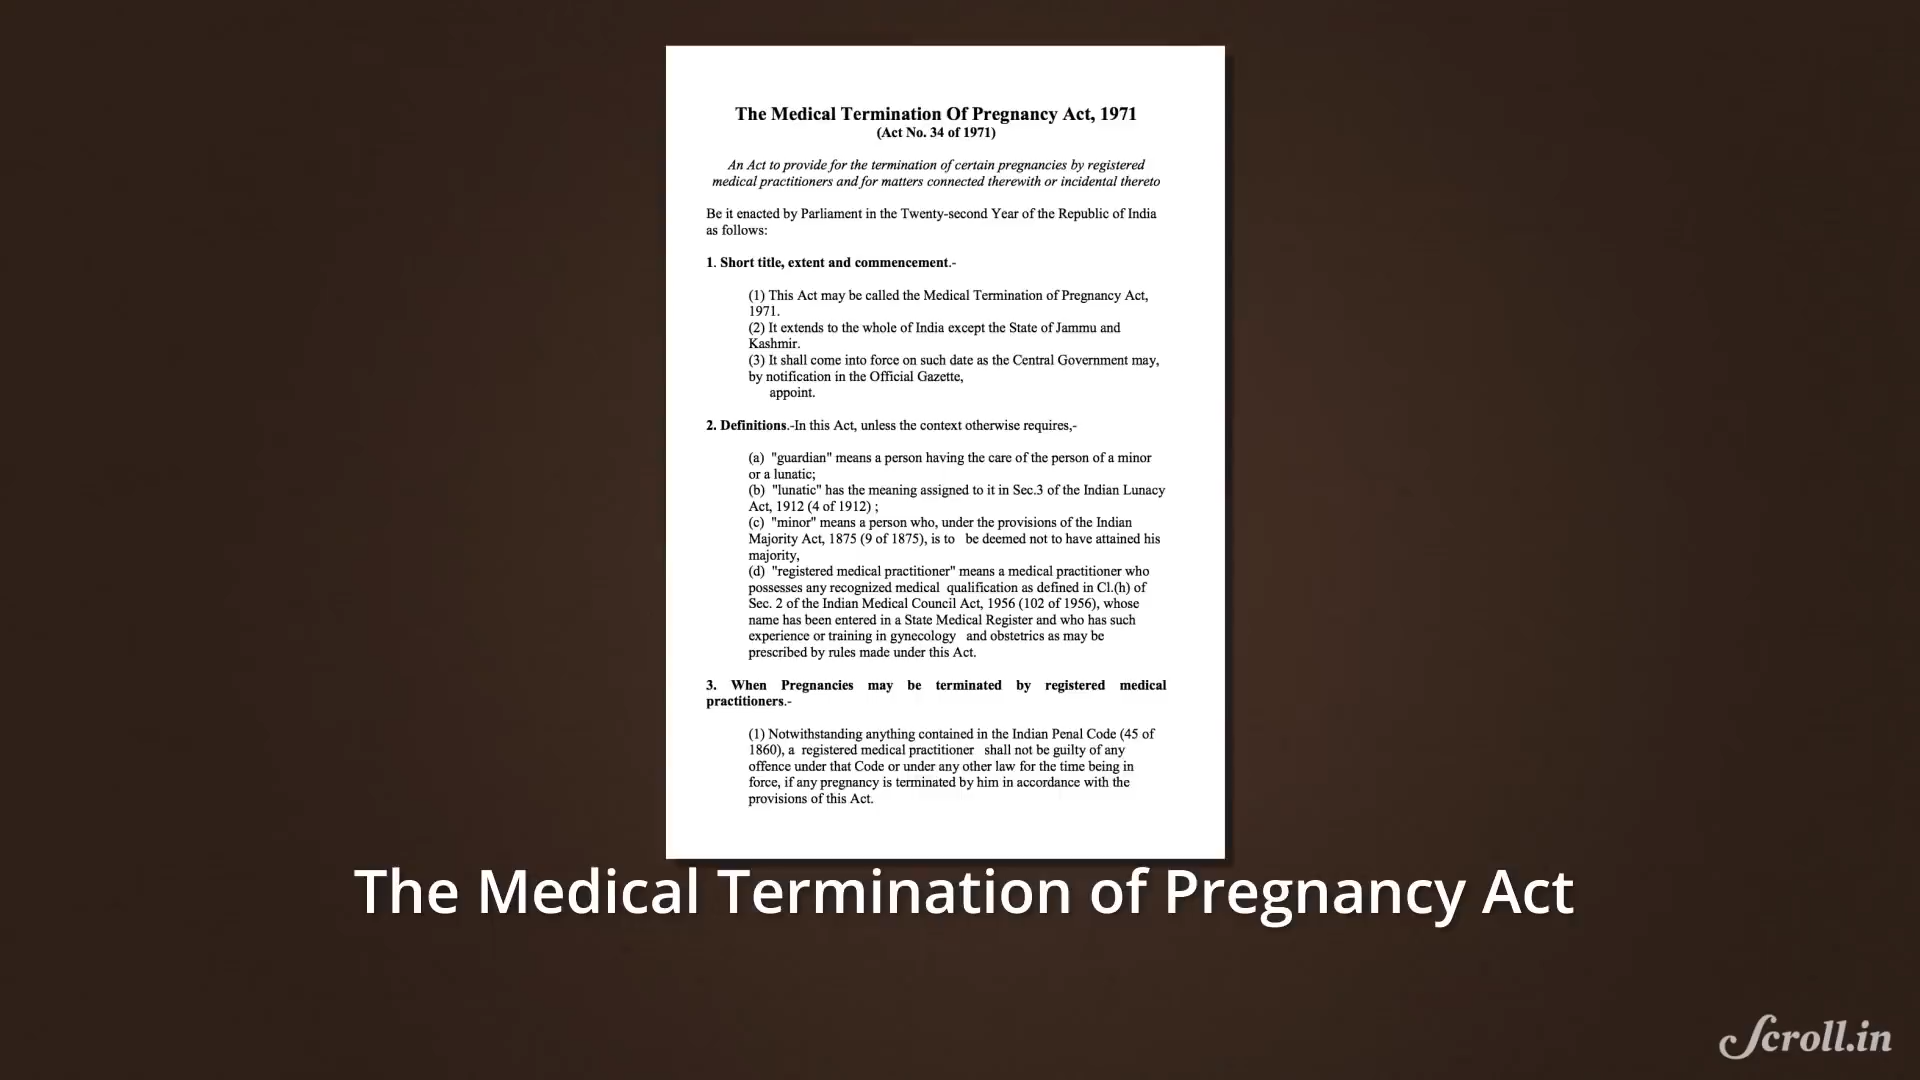 The Medical Termination Of Pregnancy Act, 1971
(Act No. 34 of 1971)
An Act to provide for the termination of certain pregnancies by registered
medical practitioners and for matters connected therewith or incidental thereto
Be it enacted by Parliament in the Twenty-second Year of the Republic of India
as follows:
1. Short title, extent and commencement.-
(1) This Act may be called the Medical Termination of Pregnancy Act,
1971.
(2) It extends to the whole of India except the State of Jammu and
Kashmir.
(3) It shall come into force on such date as the Central Government may,
by notification in the Official Gazette,
appoint.
2. Definitions.-In this Act, unless the context otherwise requires,-
(a) "guardian" means a person having the care of the person of a minor
or a lunatic;
(b) "lunatic" has the meaning assigned to it in Sec.3 of the Indian Lunacy
Act, 1912 (4 of 1912) ;
(c) "minor" means a person who, under the provisions of the Indian
Majority Act, 1875 (9 of 1875), is to be deemed not to have attained his
majority,
(d) "registered medical practitioner" means a medical practitioner who
possesses any recognized medical qualification as defined in Cl.(h) of
Sec. 2 of the Indian Medical Council Act, 1956 (102 of 1956), whose
name has been entered in a State Medical Register and who has such
experience or training in gynecology and obstetrics as may be
prescribed by rules made under this Act.
3. When Pregnancies may be terminated by registered medical
practitioners.-
(1) Notwithstanding anything contained in the Indian Penal Code (45 of
1860), a registered medical practitioner shall not be guilty of any
offence under that Code or under any other law for the time being in
force, if any pregnancy is terminated by him in accordance with the
provisions of this Act.
The Medical Termination of Pregnancy Act
Scroll.in